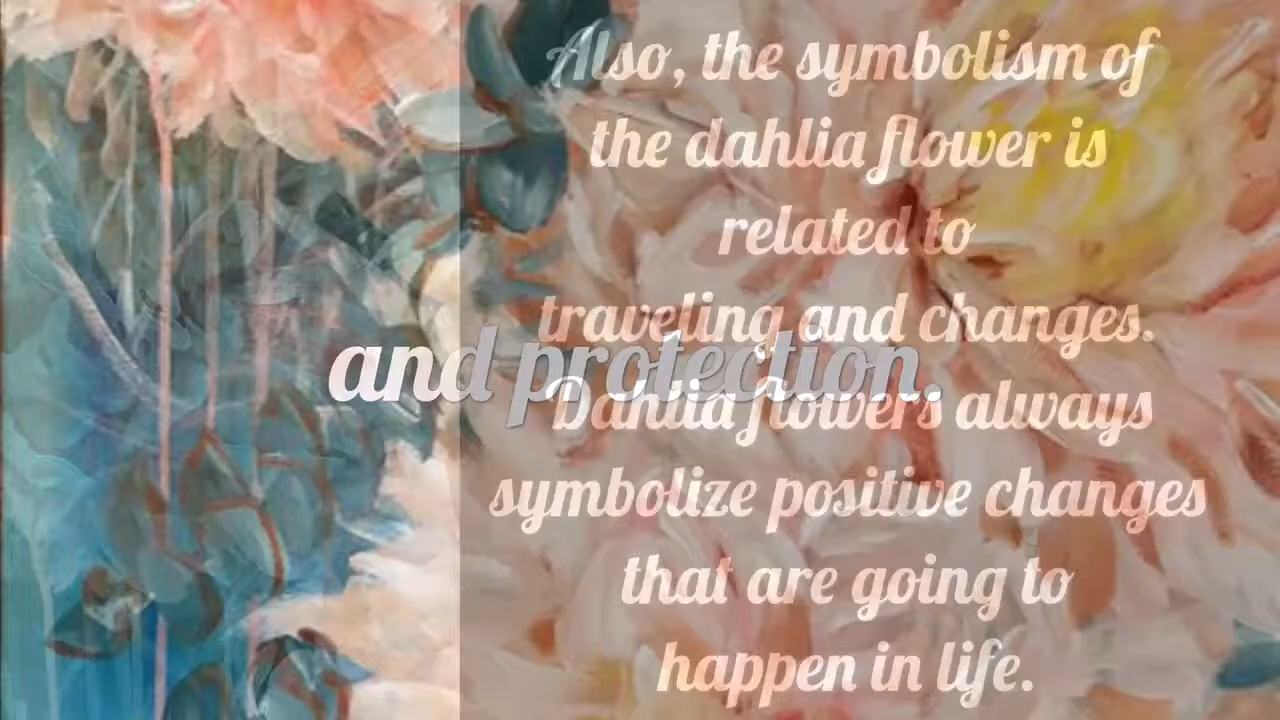 Also, the symbolism of
the dahlia flower is
related to
traveling and changes.
and protection.
Dahlia flowers always
symbolize positive changes
that are going to
happen in life.